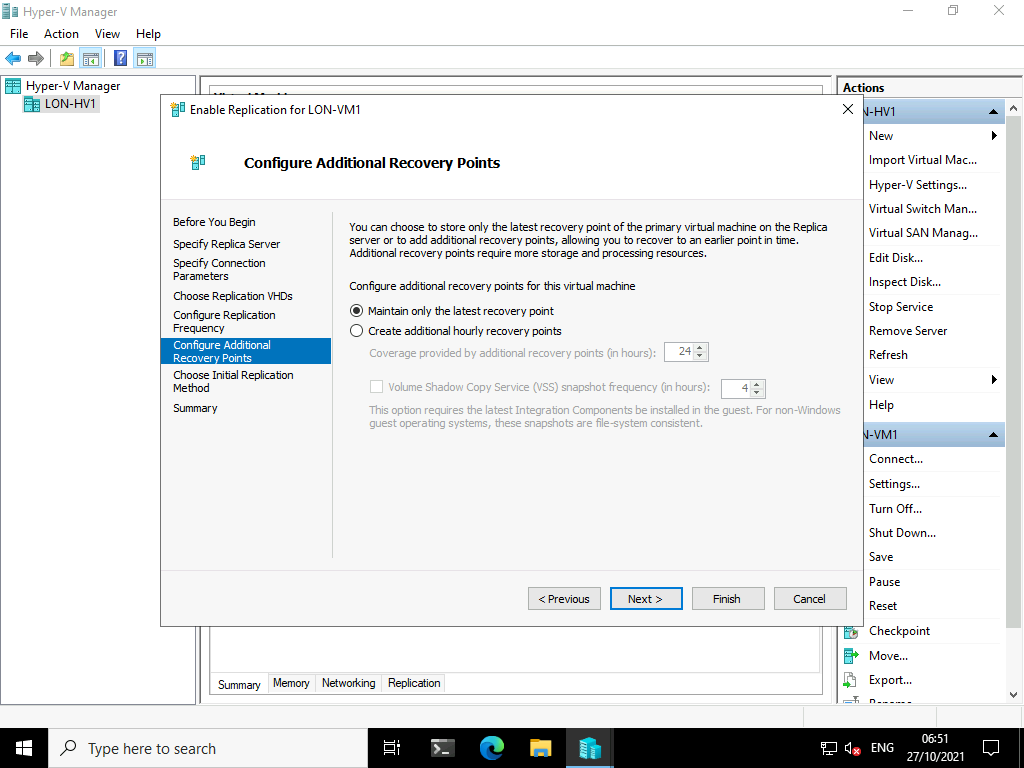 Hyper-V Manager
File Action View Help
Hyper-V Manager
LON-HV1
Actions
Enable Replication for LON-VM1
N-HV1
Configure Additional Recovery Points
New
Import Virtual Mac...
Hyper-V Settings...
Virtual Switch Man...
Virtual SAN Manag...
Edit Disk...
Inspect Disk...
Stop Service
Remove Server
Refresh
View
Help
Before You Begin
Specify Replica Server
Specify Connection
Parameters
Choose Replication VHDs
Configure Replication
Frequency
Configure Additional
Recovery Points
Choose Initial Replication
Method
Summary
You can choose to store only the latest recovery point of the primary virtual machine on the Replica
server or to add additional recovery points, allowing you to recover to an earlier point in time.
Additional recovery points require more storage and processing resources.
Configure additional recovery points for this virtual machine
Maintain only the latest recovery point
Create additional hourly recovery points
Coverage provided by additional recovery points (in hours): 24
Volume Shadow Copy Service (VSS) snapshot frequency (in hours): 4
This option requires the latest Integration Components be installed in the guest. For non-Windows
guest operating systems, these snapshots are file-system consistent.
N-VM1
Connect...
Settings...
Turn Off...
Shut Down...
Save
Pause
Reset
Checkpoint
Move...
Export...
< Previous Next > Finish Cancel
Summary Memory Networking Replication
Type here to search
ENG
06:51
27/10/2021